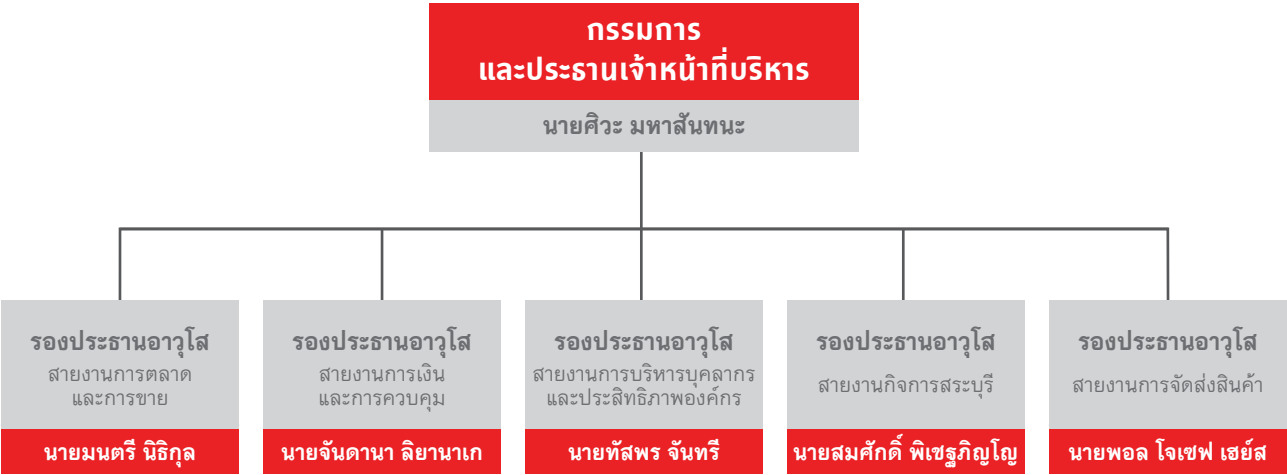 กรรมการ
และประธานเจ้าหน้าที่บริหาร
นายศิวะ มหาสันทนะ
รองประธานอาวุโส
สายงานการตลาด
และการขาย
นายมนตรี นิธิกุล
รองประธานอาวุโส
สายงานการเงิน
และการควบคุม
นายจันดานา ลิยานาเก
รองประธานอาวุโส
สายงานการบริหารบุคลากร
และประสิทธิภาพองค์กร
นายทัสพร จันทรี
รองประธานอาวุโส
สายงานกิจการสระบุรี
นายสมศักดิ์ พิเชฐภิญโญ
รองประธานอาวุโส
สายงานการจัดส่งสินค้า
นายพอล โจเซฟ เฮย์ส